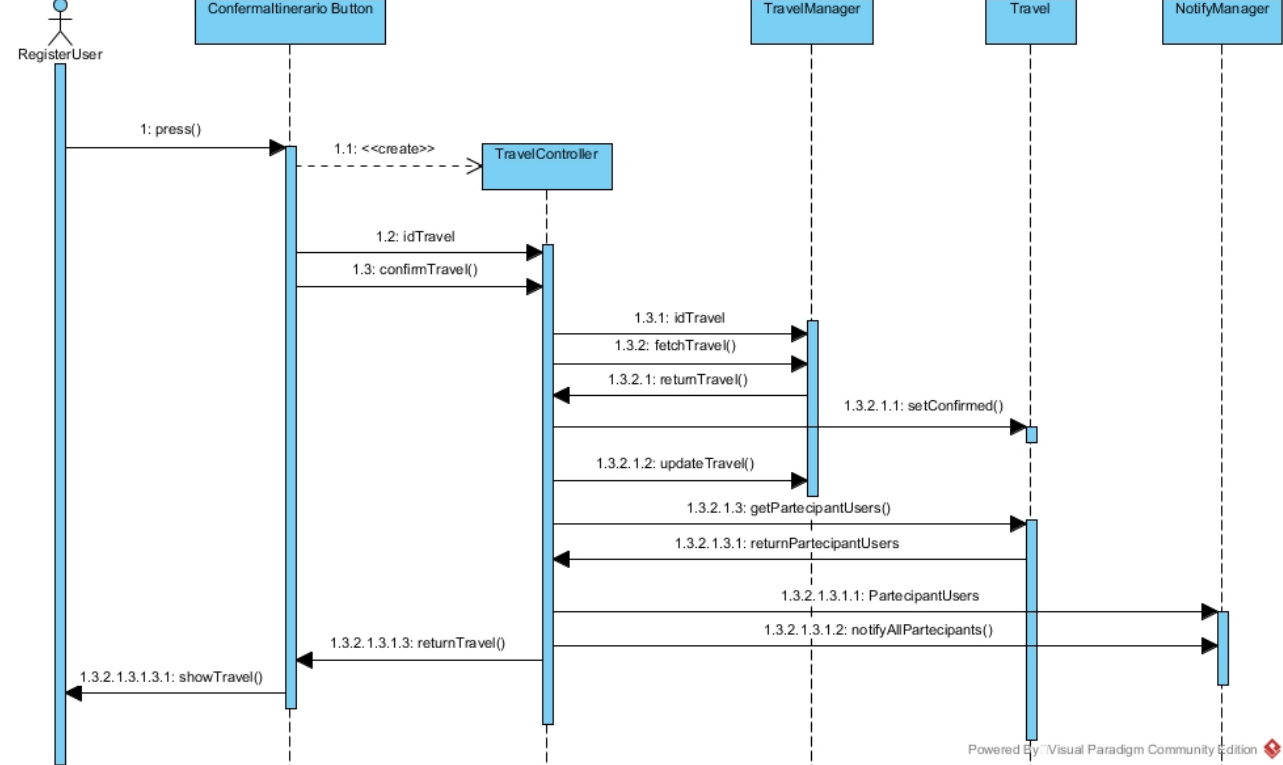 ConfermaItinerario Button
TravelManager
Travel
NotifyManager
RegisterUser
1: press()
1.1: <<create>>
TravelController
1.2: idTravel
1.3: confirmTravel()
1.3.1: idTravel
1.3.2: fetchTravel()
1.3.2.1: returnTravel()
1.3.2.1.1: setConfirmed()
1.3.2.1.2: updateTravel()
1.3.2.1.3: getPartecipantUsers()
1.3.2.1.3.1: returnPartecipantUsers
1.3.2.1.3.1.1: PartecipantUsers
1.3.2.1.3.1.2: notifyAllPartecipants()
1.3.2.1.3.1.3: returnTravel()
1.3.2.1.3.1.3.1: showTravel()
Powered By Visual Paradigm Community Edition